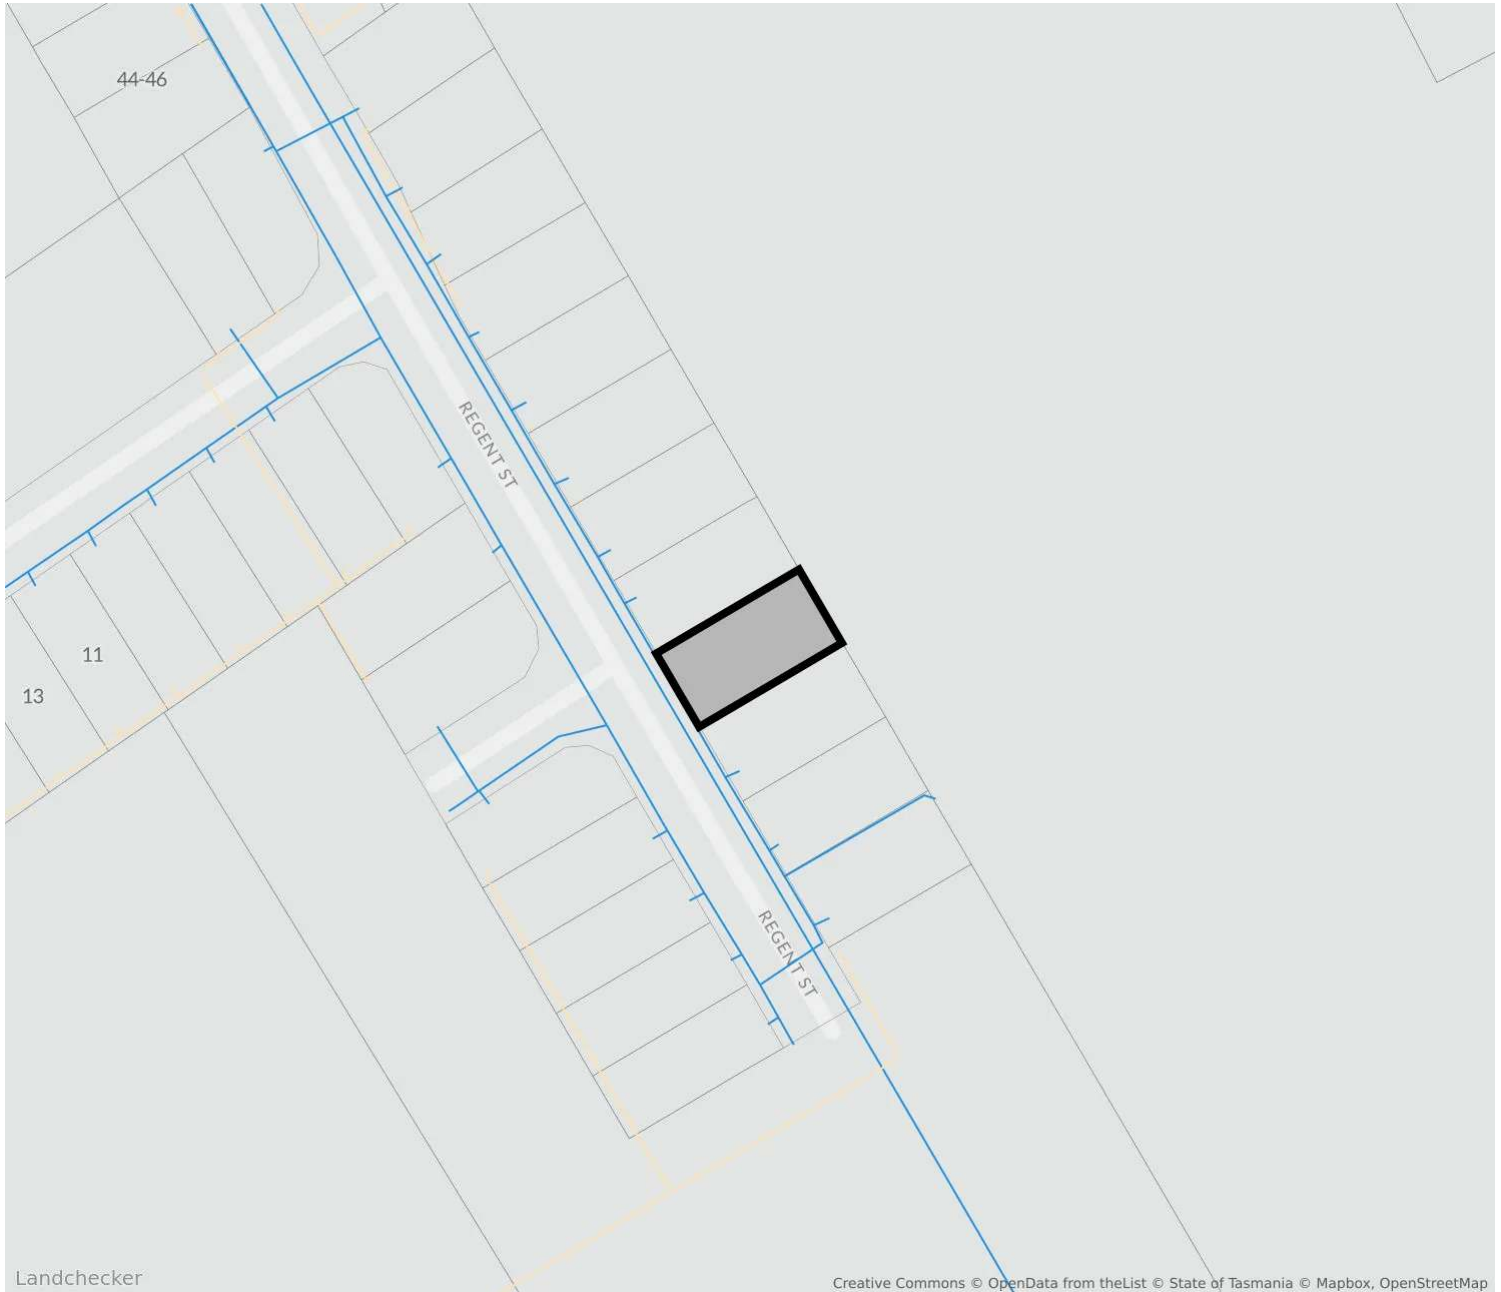 44-46
REGENT ST
11
13
REGENT ST
Landchecker
Creative Commons © OpenData from theList © State of Tasmania © Mapbox, OpenStreetMap